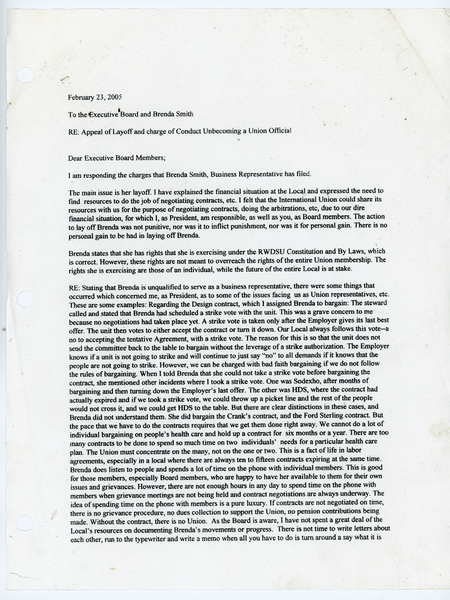 February 23, 2005
To the Executive Board and Brenda Smith
RE: Appeal of Layoff and charge of Conduct Unbecoming a Union Official
Dear Executive Board Members;
I am responding the charges that Brenda Smith, Business Representative has filed.
The main issue is her layoff. I have explained the financial situation at the Local and expressed the need to
find resources to do the job of negotiating contracts, etc. I felt that the International Union could share its
resources with us for the purpose of negotiating contracts, doing the arbitrations, etc, due to our dire
financial situation, for which I, as President, am responsible, as well as you, as Board members. The action
to lay off Brenda was not punitive, nor was it to inflict punishment, nor was it for personal gain. There is no
personal gain to be had in laying off Brenda.
Brenda states that she has rights that she is exercising under the RWDSU Constitution and By Laws, which
is correct. However, these rights are not meant to overreach the rights of the entire Union membership. The
rights she is exercising are those of an individual, while the future of the entire Local is at stake.
RE: Stating that Brenda is unqualified to serve as a business representative, there were some things that
occurred which concerned me, as President, as to some of the issues facing us as Union representatives, etc.
These are some examples: Regarding the Design contract, which I assigned Brenda to bargain: The steward
called and stated that Brenda had scheduled a strike vote with the unit. This was a grave concern to me
because no negotiations had taken place yet. A strike vote is taken only after the Employer gives its last best
offer. The unit then votes to either accept the contract or turn it down. Our Local always follows this vote--a
no to accepting the tentative Agreement, with a strike vote. The reason for this is so that the unit does not
send the committee back to the table to bargain without the leverage of a strike authorization. The Employer
knows if a unit is not going to strike and will continue to just say "no" to all demands if it knows that the
people are not going to strike. However, we can be charged with bad faith bargaining if we do not follow
the rules of bargaining. When I told Brenda that she could not take a strike vote before bargaining the
contract, she mentioned other incidents where I took a strike vote. One was Sodexho, after months of
bargaining and then turning down the Employer's last offer. The other was HDS, where the contract had
actually expired and if we took a strike vote, we could throw up a picket line and the rest of the people
would not cross it, and we could get HDS to the table. But there are clear distinctions in these cases, and
Brenda did not understand them. She did bargain the Crank's contract, and the Ford Sterling contract. But
the pace that we have to do the contracts requires that we get them done right away. We cannot do a lot of
individual bargaining on people's health care and hold up a contract for six months or a year. There are too
many contracts to be done to spend so much time on two individuals' needs for a particular health care
plan. The Union must concentrate on the many, not on the one or two. This is a fact of life in labor
agreements, especially in a local where there are always ten to fifteen contracts expiring at the same time.
Brenda does listen to people and spends a lot of time on the phone with individual members. This is good
for those members, especially Board members, who are happy to have her available to them for their own
issues and grievances. However, there are not enough hours in any day to spend time on the phone with
members when grievance meetings are not being held and contract negotiations are always underway. The
idea of spending time on the phone with members is a pure luxury. If contracts are not negotiated on time,
there is no grievance procedure, no dues collection to support the Union, no pension contributions being
made. Without the contract, there is no Union. As the Board is aware, I have not spent a great deal of the
Local's resources on documenting Brenda's movements or progress. There is not time to write letters about
each other, run to the typewriter and write a memo when all you have to do is turn around a say what it is